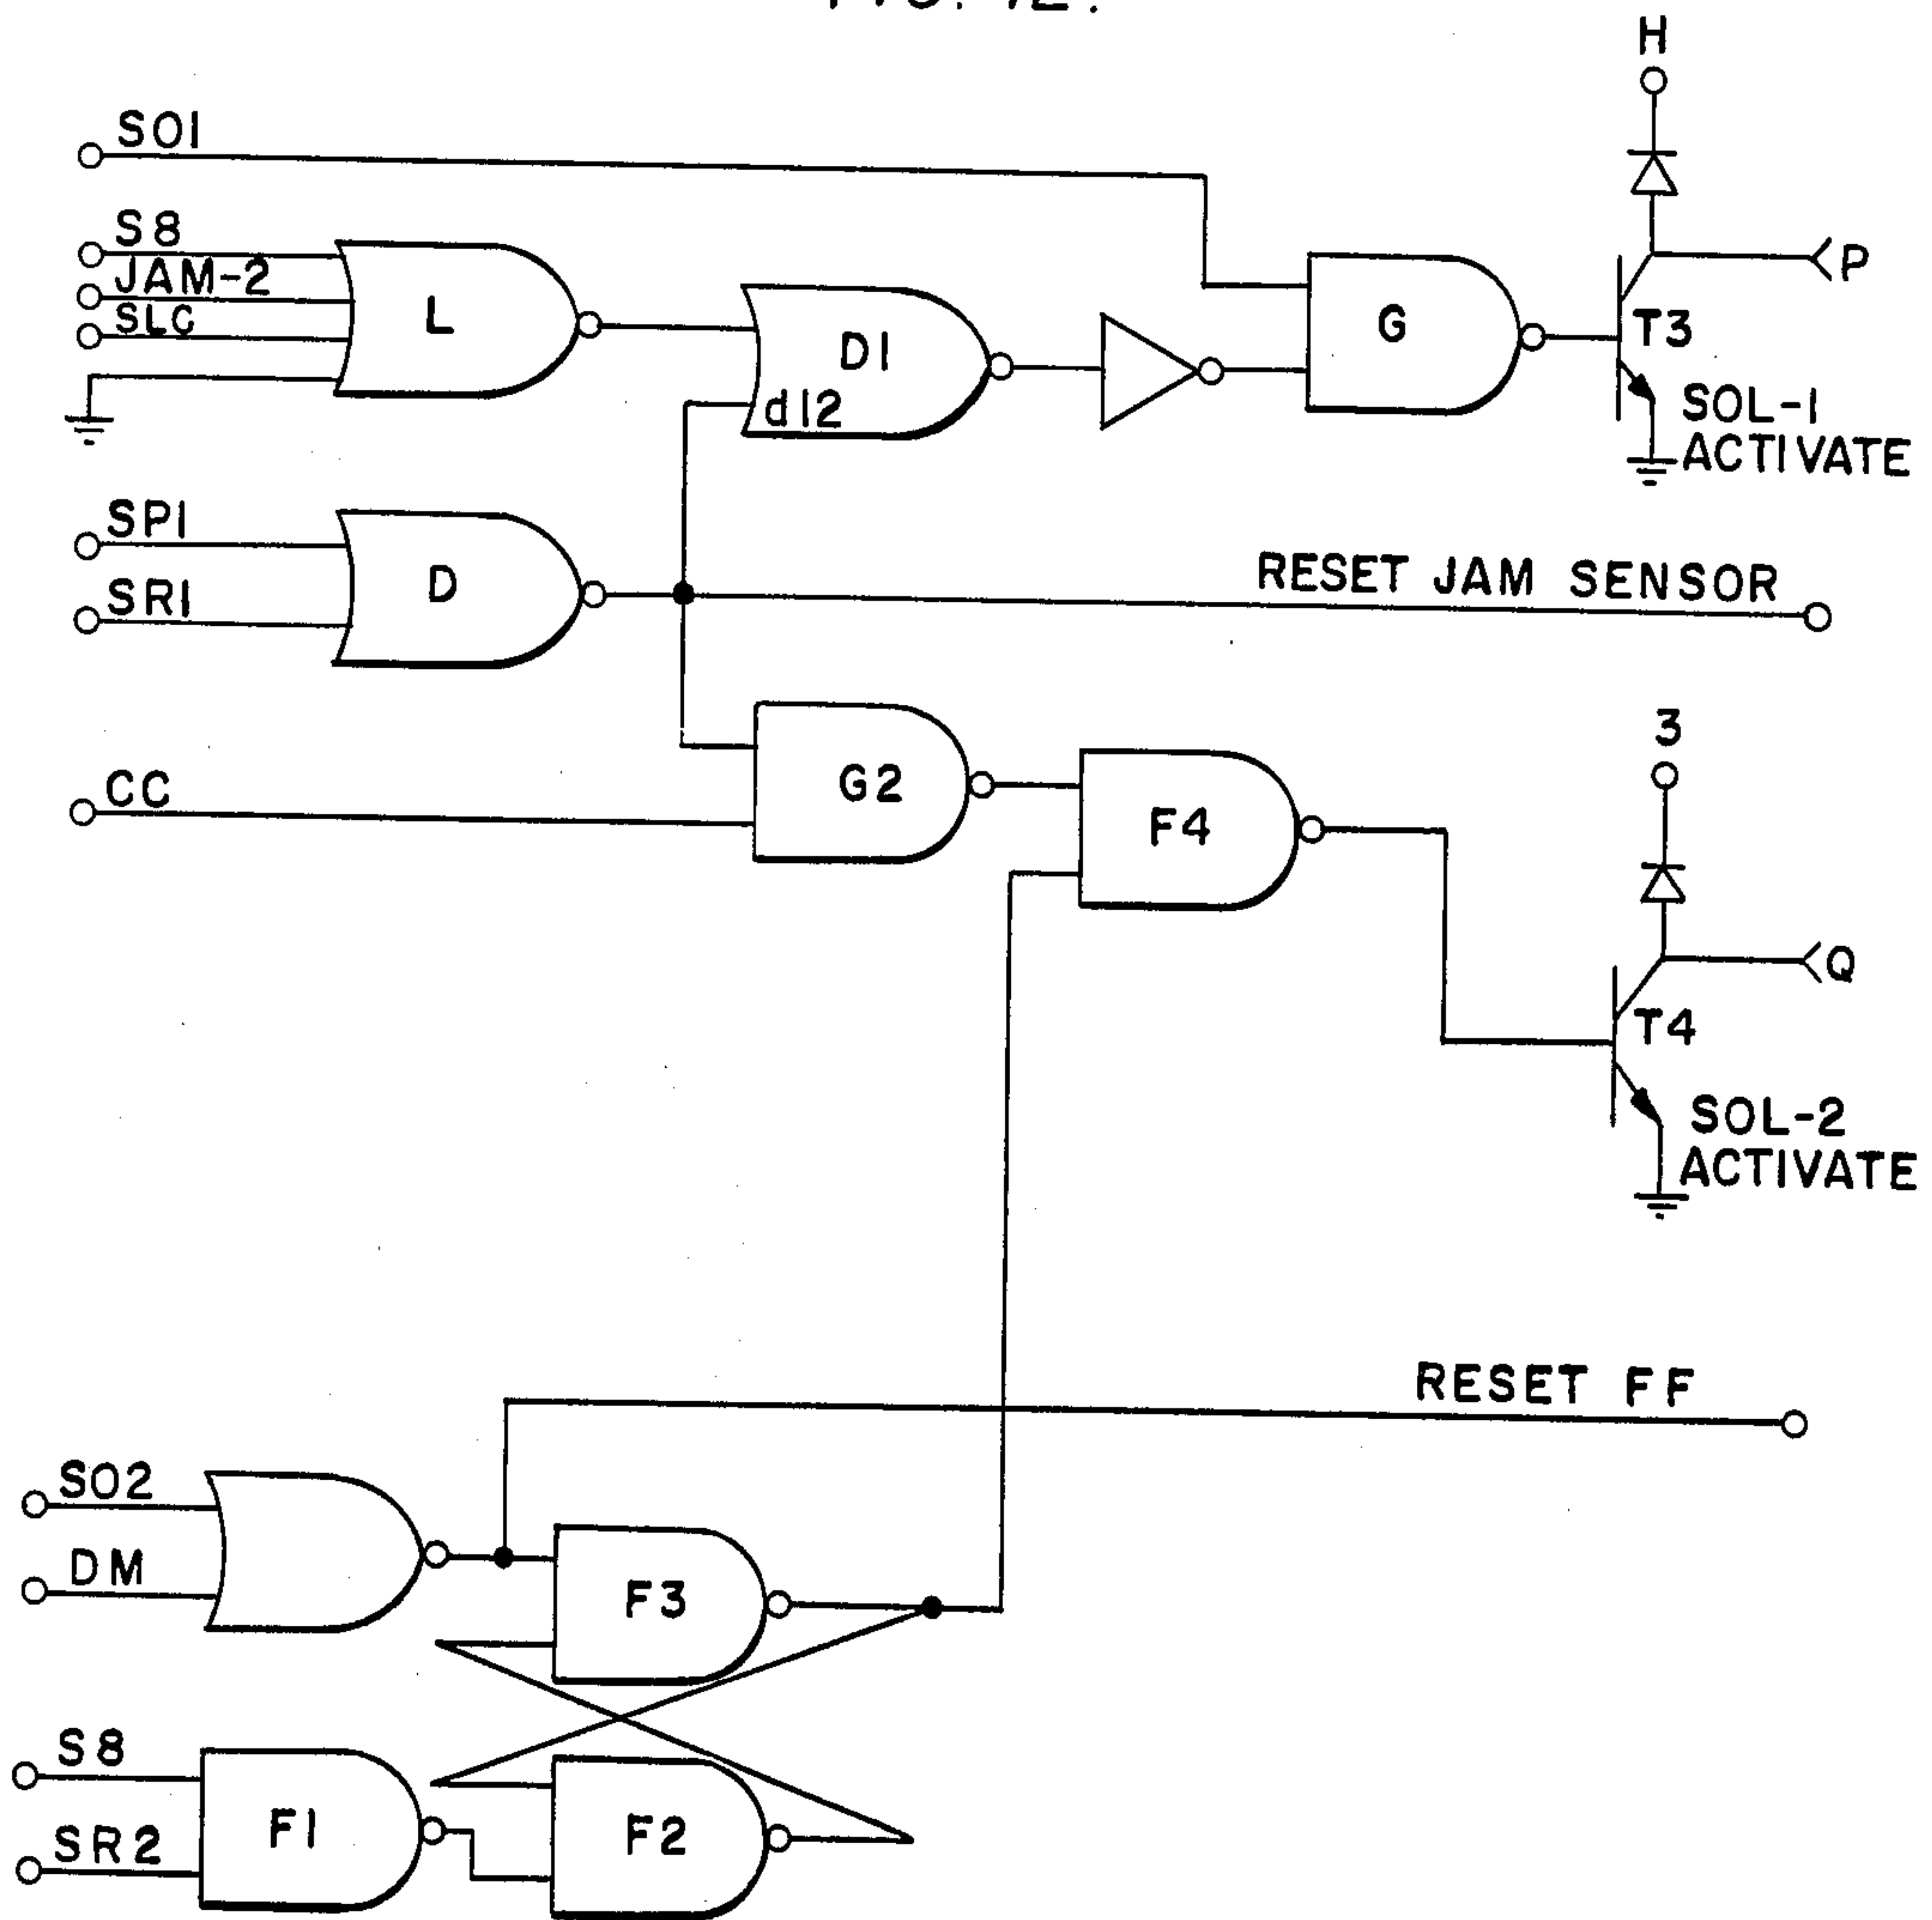 H
SO1
S8
JAM-2
SLC
L
D1
d12
G
T3
P
SOL-1
ACTIVATE
SP1
SR1
D
RESET JAM SENSOR
CC
G2
F4
3
Q
T4
SOL-2
ACTIVATE
RESET FF
SO2
DM
F3
S8
SR2
F1
F2